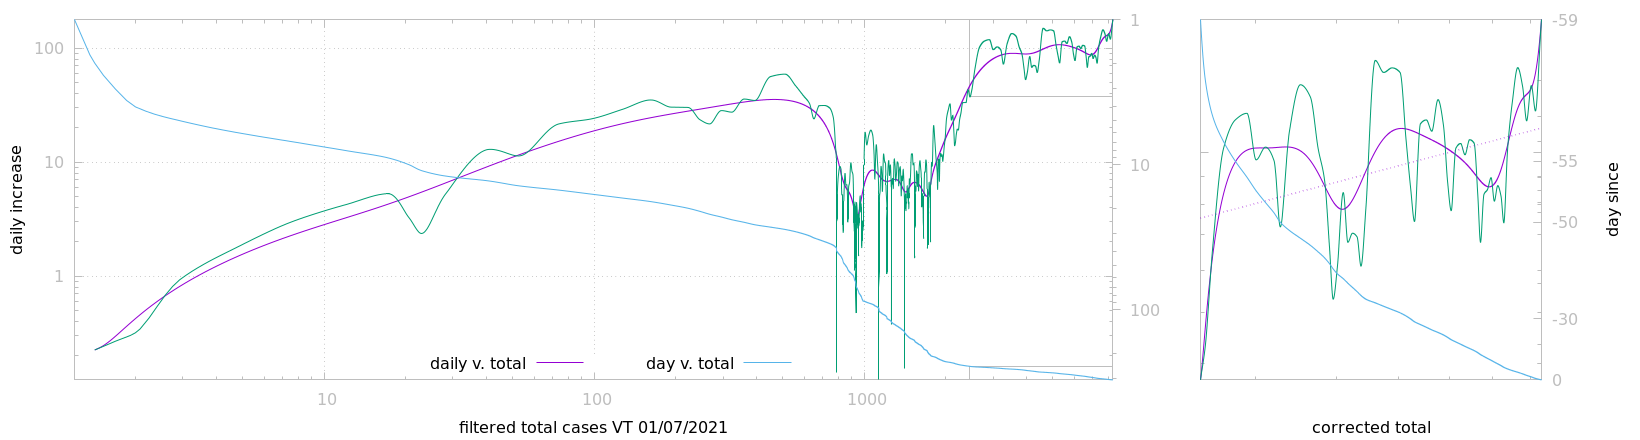 100
10
1
daily increase
10
100
1000
filtered total cases VT 01/07/2021
daily v. total
day v. total
1
10
100
-59
-55
-50
-30
0
day since
corrected total